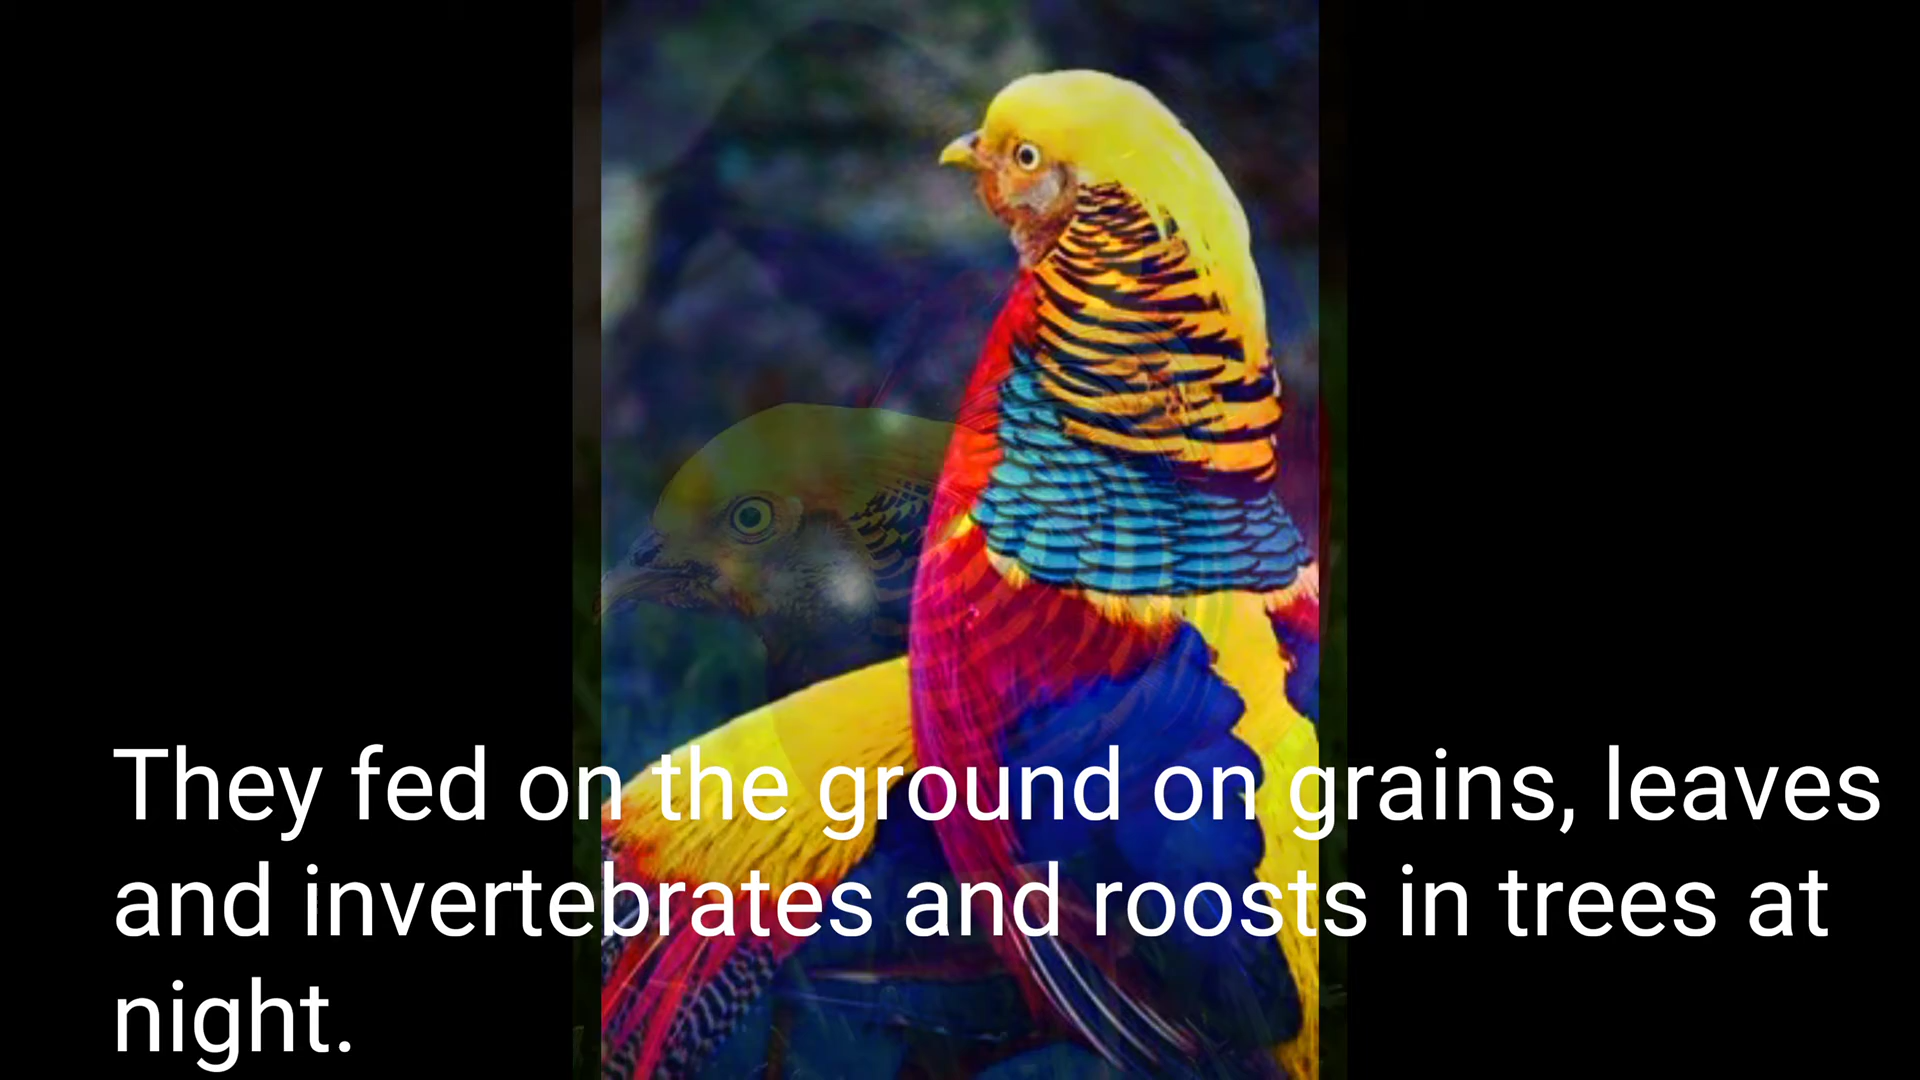 They fed on the ground on grains, leaves
and invertebrates and roosts in trees at
night.